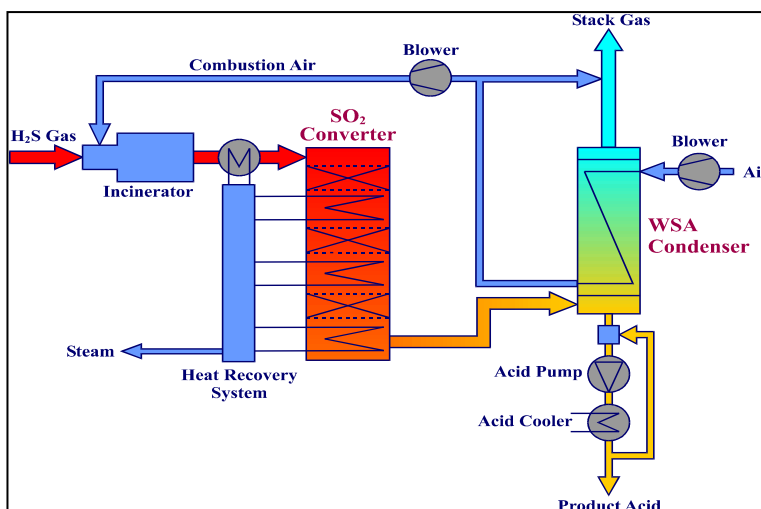 Stack Gas
Blower
Combustion Air
H₂S Gas
SO₂
Converter
Blower
Air
Incinerator
WSA
Condenser
Steam
Heat Recovery
System
Acid Pump
Acid Cooler
Product Acid